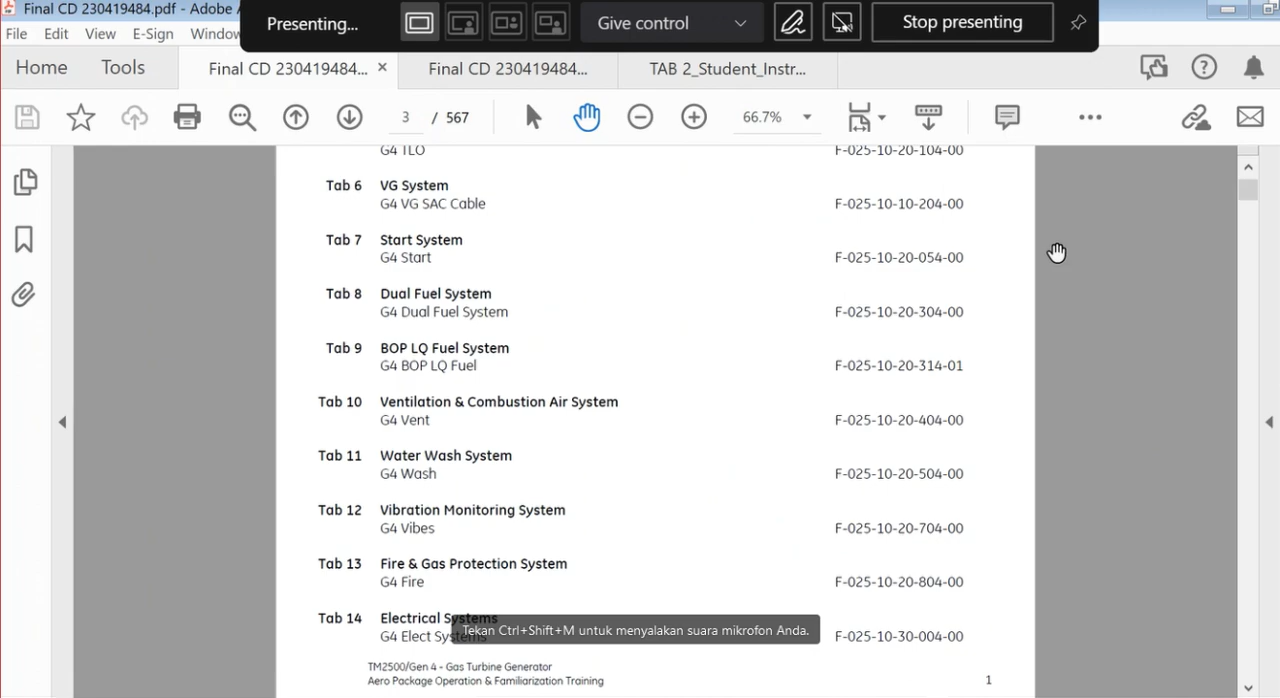 Final CD 230419484.pdf - Adobe
Presenting...
Give control
Stop presenting
File Edit View E-Sign Window
Home Tools Final CD 230419484... × Final CD 230419484... TAB 2_Student_Instr...
3 / 567 66.7%
G4 TLO F-025-10-20-104-00
Tab 6 VG System
G4 VG SAC Cable F-025-10-10-204-00
Tab 7 Start System
G4 Start F-025-10-20-054-00
Tab 8 Dual Fuel System
G4 Dual Fuel System F-025-10-20-304-00
Tab 9 BOP LQ Fuel System
G4 BOP LQ Fuel F-025-10-20-314-01
Tab 10 Ventilation & Combustion Air System
G4 Vent F-025-10-20-404-00
Tab 11 Water Wash System
G4 Wash F-025-10-20-504-00
Tab 12 Vibration Monitoring System
G4 Vibes F-025-10-20-704-00
Tab 13 Fire & Gas Protection System
G4 Fire F-025-10-20-804-00
Tab 14 Electrical Systems
Tekan Ctrl+Shift+M untuk menyalakan suara mikrofon Anda.
G4 Elect Systems F-025-10-30-004-00
TM2500/Gen 4 - Gas Turbine Generator
Aero Package Operation & Familiarization Training 1